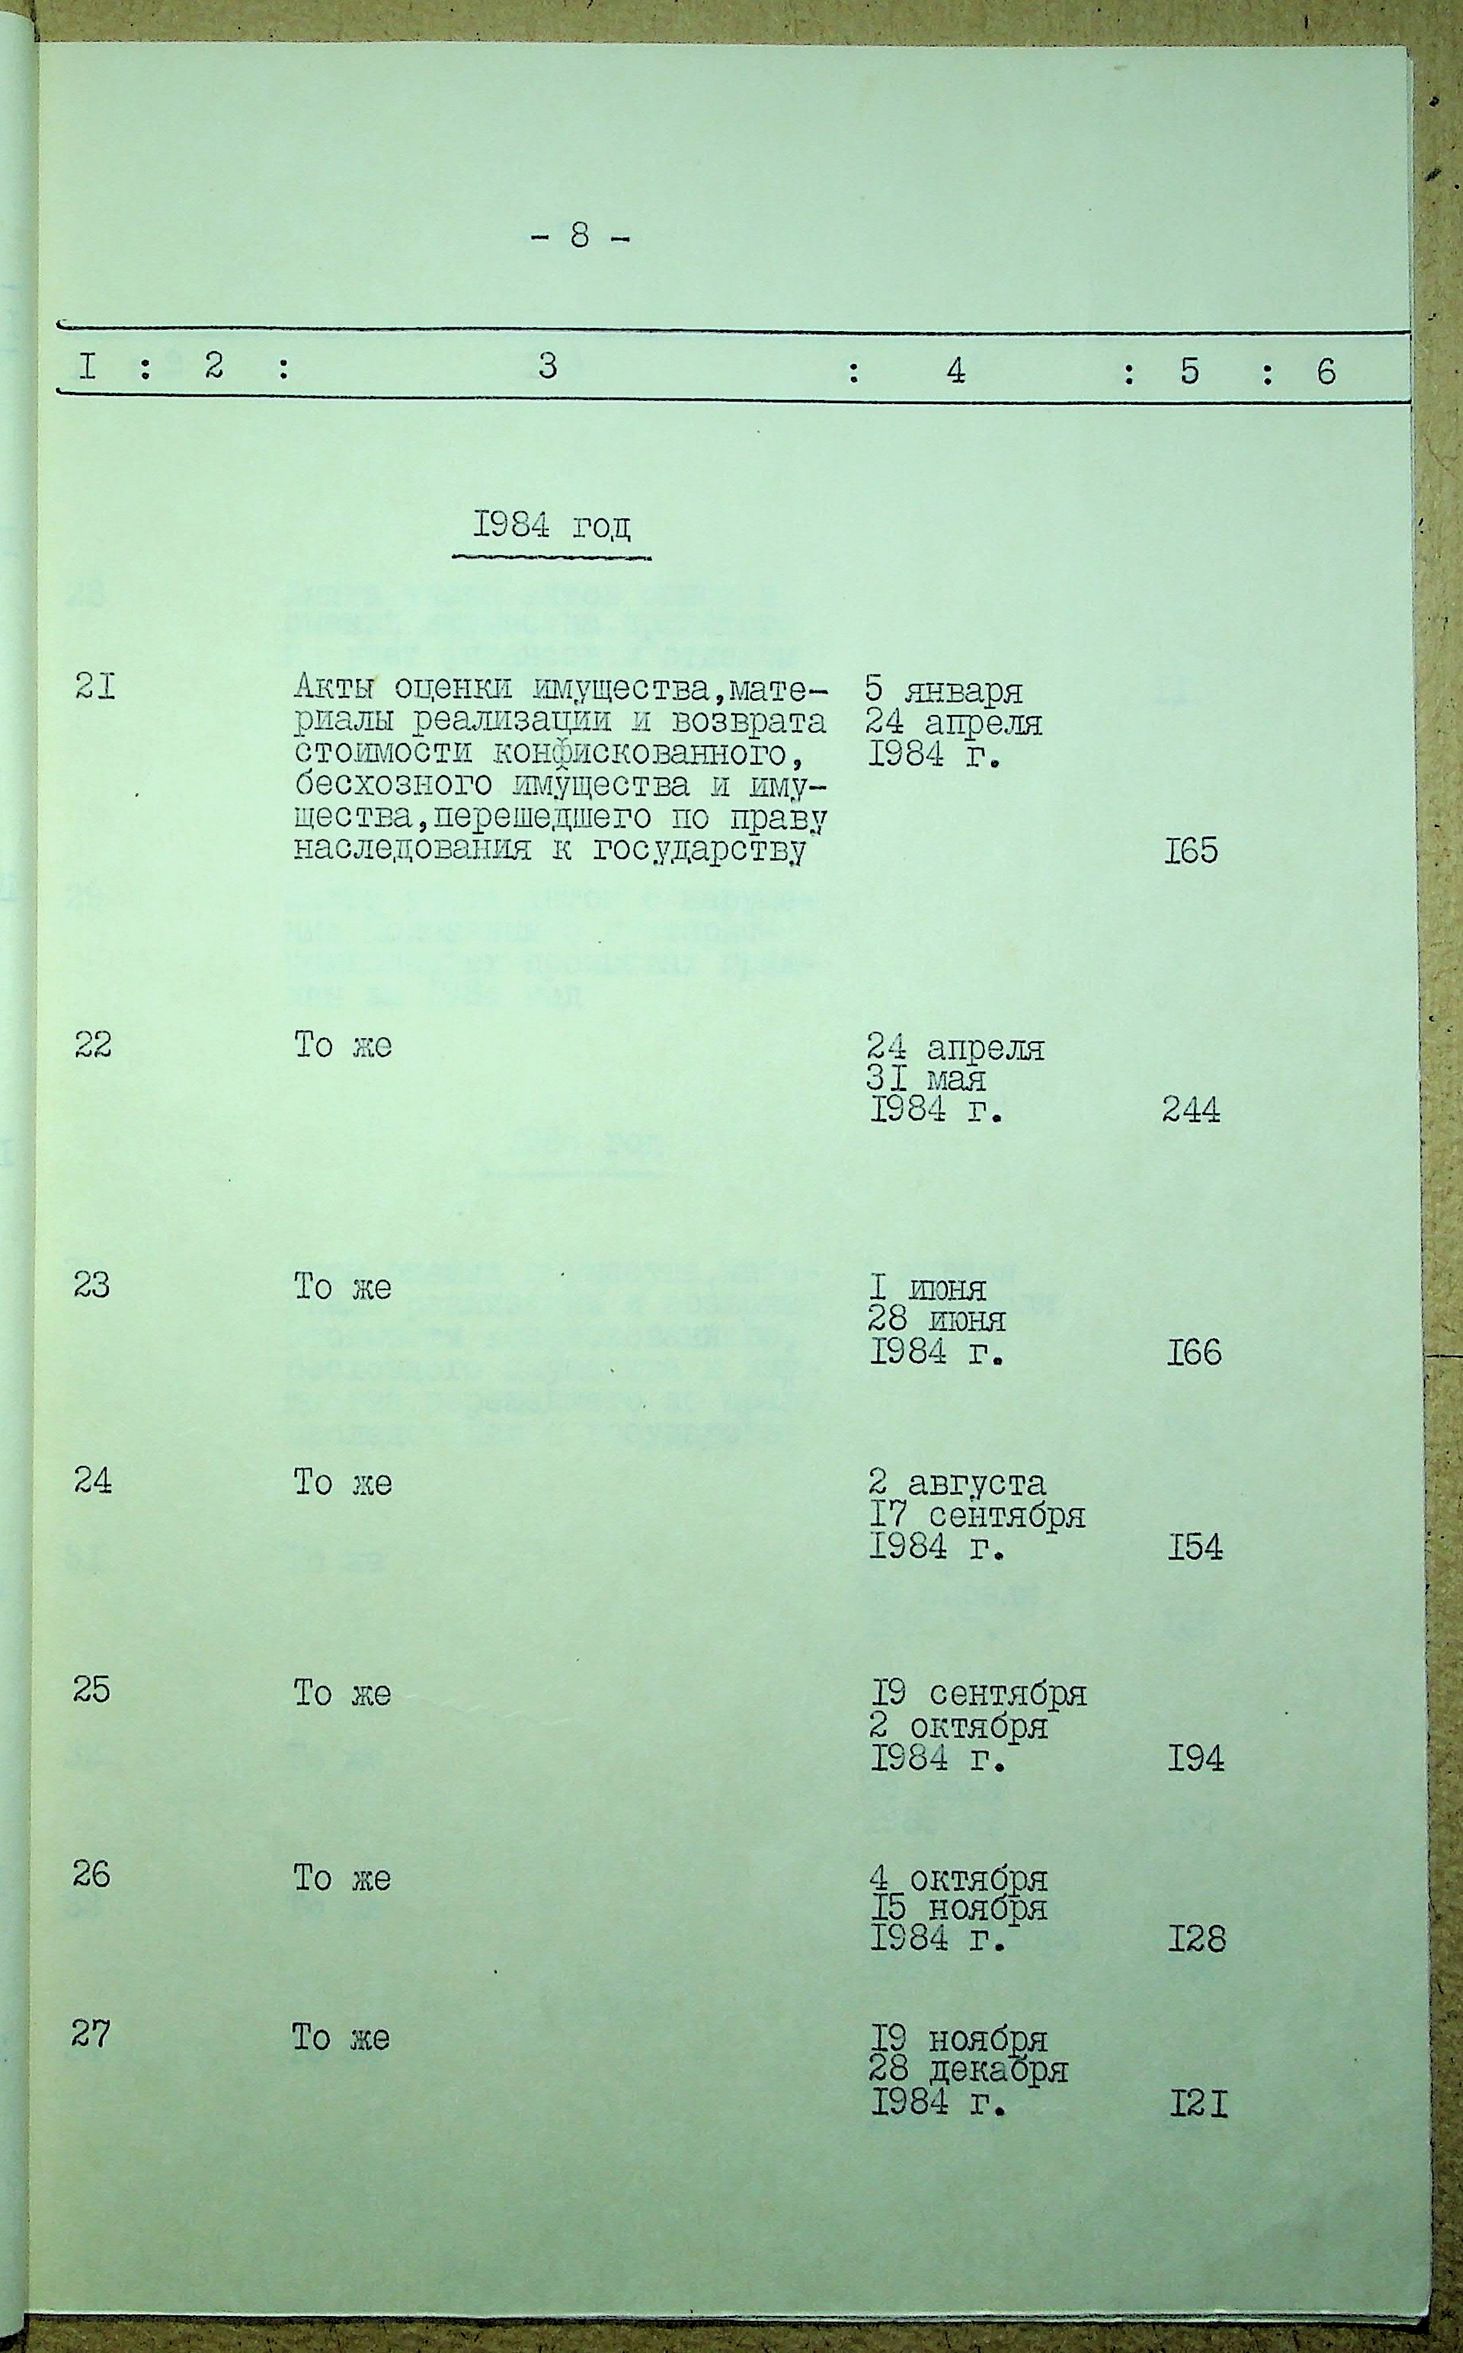 - 8 -
I : 2 : 3 : 4 : 5 : 6
I984 год
2I Акты оценки имущества,мате- 5 января
риалы реализации и возврата 24 апреля
стоимости конфискованного, I984 г.
бесхозного имущества и иму-
щества,перешедшего по праву
наследования к государству I65
22 То же 24 апреля
3I мая
I984 г. 244
23 То же I июня
28 июня
I984 г. I66
24 То же 2 августа
I7 сентября
I984 г. I54
25 То же I9 сентября
2 октября
I984 г. I94
26 То же 4 октября
I5 ноября
I984 г. I28
27 То же I9 ноября
28 декабря
I984 г. I2I